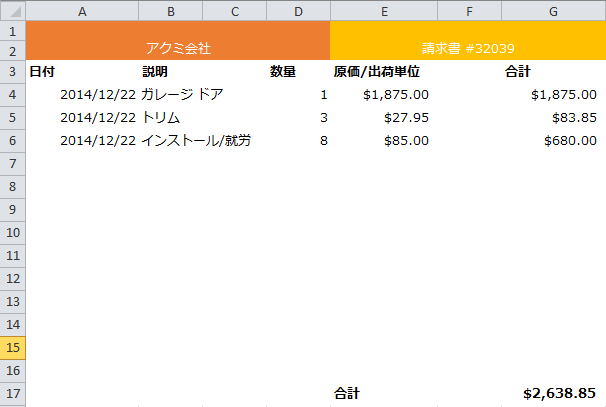 A B C D E F G
1
2 アクミ会社 請求書 #32039
3 日付 説明 数量 原価/出荷単位 合計
4 2014/12/22 ガレージ ドア 1 $1,875.00 $1,875.00
5 2014/12/22 トリム 3 $27.95 $83.85
6 2014/12/22 インストール/就労 8 $85.00 $680.00
7
8
9
10
11
12
13
14
15
16
17 合計 $2,638.85